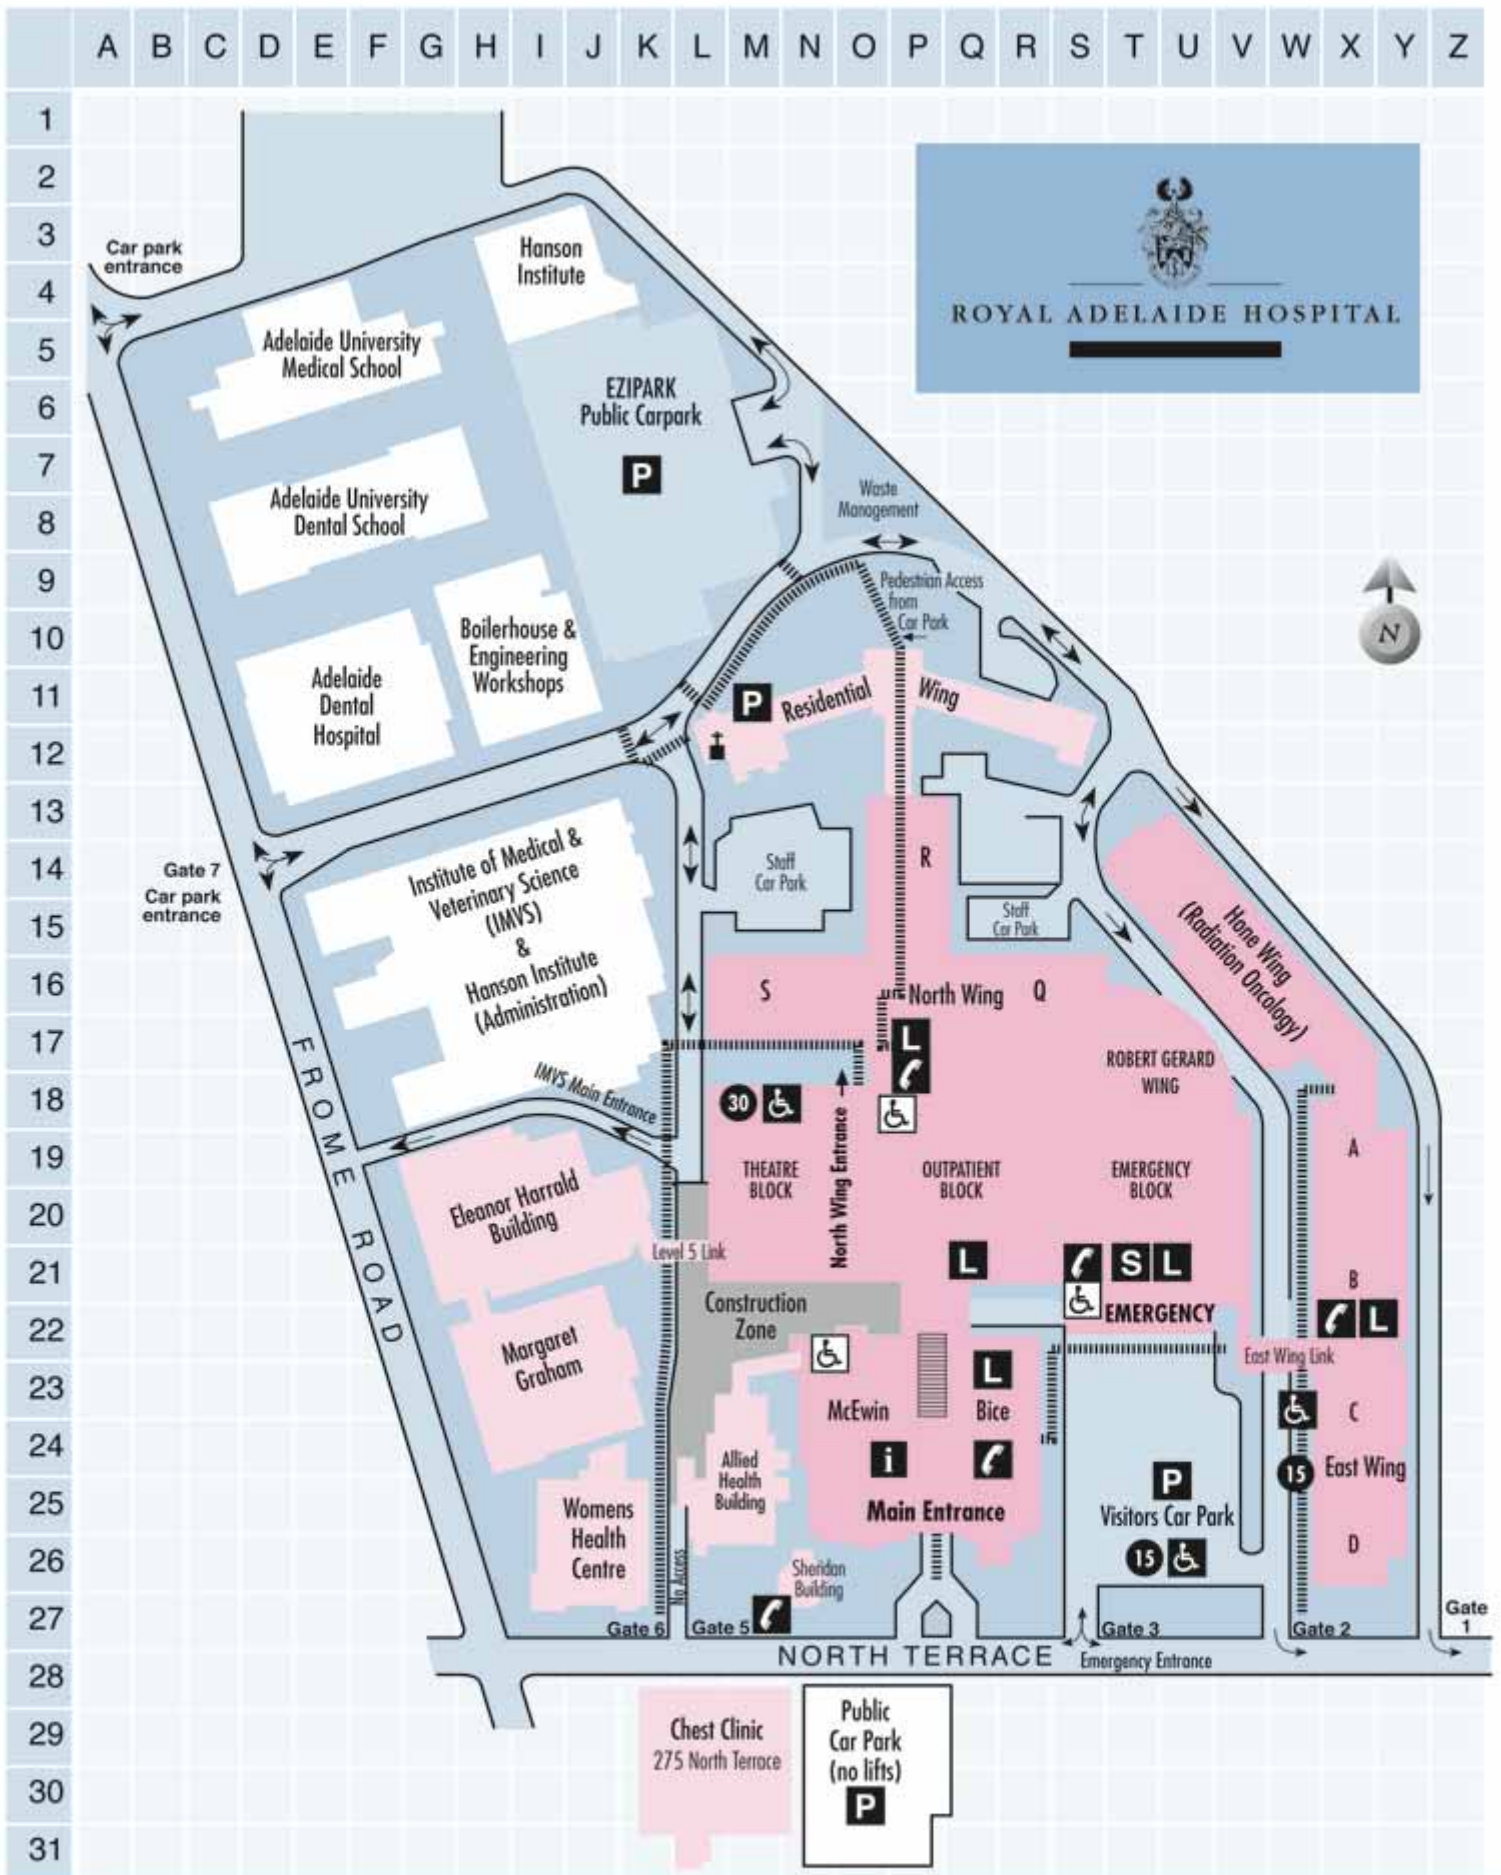 A B C D E F G H I J K L M N O P Q R S T U V W X Y Z
1
2
3
4
5
6
7
8
9
10
11
12
13
14
15
16
17
18
19
20
21
22
23
24
25
26
27
28
29
30
31
ROYAL ADELAIDE HOSPITAL
N
Car park
entrance
Hanson
Institute
Adelaide University
Medical School
EZIPARK
Public Carpark
P
Adelaide University
Dental School
Waste
Management
Pedestrian Access
from
Car Park
Boilerhouse &
Engineering
Workshops
Adelaide
Dental
Hospital
P
Residential Wing
Gate 7
Car park
entrance
Institute of Medical &
Veterinary Science
(IMVS)
&
Hanson Institute
(Administration)
Staff
Car Park
R
Staff
Car Park
Hone Wing
(Radiation Oncology)
S
North Wing
Q
L
ROBERT GERARD
WING
IMVS Main Entrance
30
FROME ROAD
THEATRE
BLOCK
North Wing Entrance
OUTPATIENT
BLOCK
EMERGENCY
BLOCK
A
Eleanor Harrald
Building
Level 5 Link
L
S L
EMERGENCY
B
L
Construction
Zone
Margaret
Graham
East Wing Link
L
McEwin
Bice
C
i
Allied
Health
Building
Main Entrance
P
Visitors Car Park
15
15
East Wing
Womens
Health
Centre
No Access
Sheridan
Building
D
Gate 6
Gate 5
Gate 3
Gate 2
Gate
1
NORTH TERRACE
Emergency Entrance
Chest Clinic
275 North Terrace
Public
Car Park
(no lifts)
P